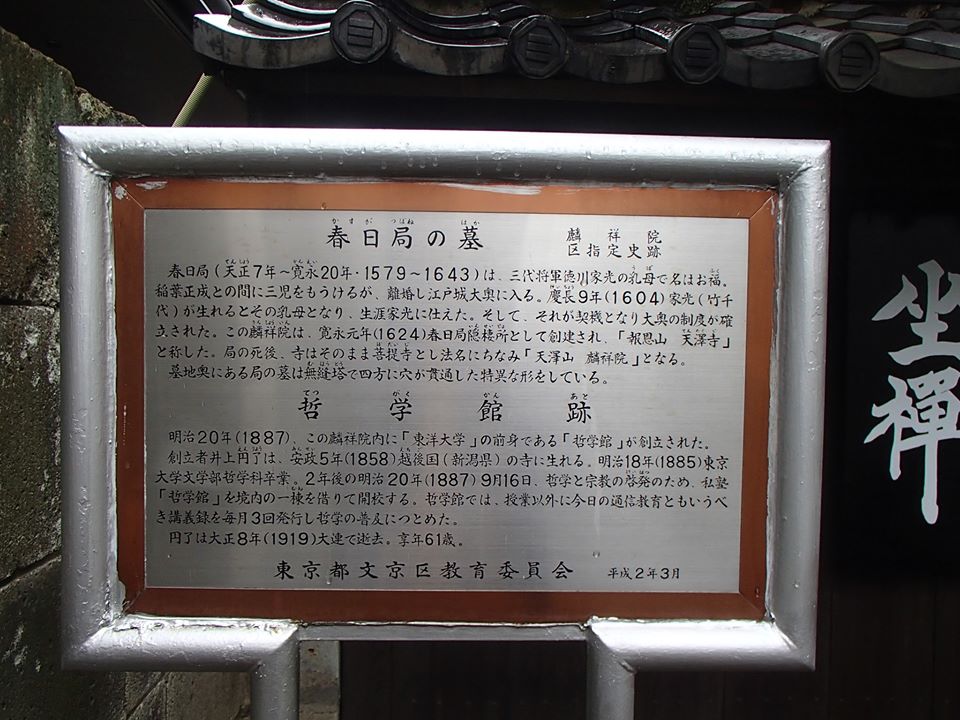 春日局の墓
麟祥院
区指定史跡
春日局(天正7年～寛永20年・1579～1643)は、三代将軍徳川家光の乳母で名はお福。
稲葉正成との間に三児をもうけるが、離婚し江戸城大奥に入る。慶長9年(1604)家光(竹千
代)が生れるとその乳母となり、生涯家光に仕えた。そして、それが契機となり大奥の制度が確
立された。この麟祥院は、寛永元年(1624)春日局隠棲所として創建され、「報恩山 天澤寺」
と称した。局の死後、寺はそのまま菩提寺とし法名にちなみ「天澤山 麟祥院」となる。
墓地奥にある局の墓は無縫塔で四方に穴が貫通した特異な形をしている。
哲学館跡
明治20年(1887)、この麟祥院内に「東洋大学」の前身である「哲学館」が創立された。
創立者井上円了は、安政5年(1858)越後国(新潟県)の寺に生れる。明治18年(1885)東京
大学文学部哲学科卒業。2年後の明治20年(1887)9月16日、哲学と宗教の啓発のため、私塾
「哲学館」を境内の一棟を借りて開校する。哲学館では、授業以外に今日の通信教育ともいうべ
き講義録を毎月3回発行し哲学の普及につとめた。
円了は大正8年(1919)大連で逝去。享年61歳。
東京都文京区教育委員会 平成2年3月
坐禪